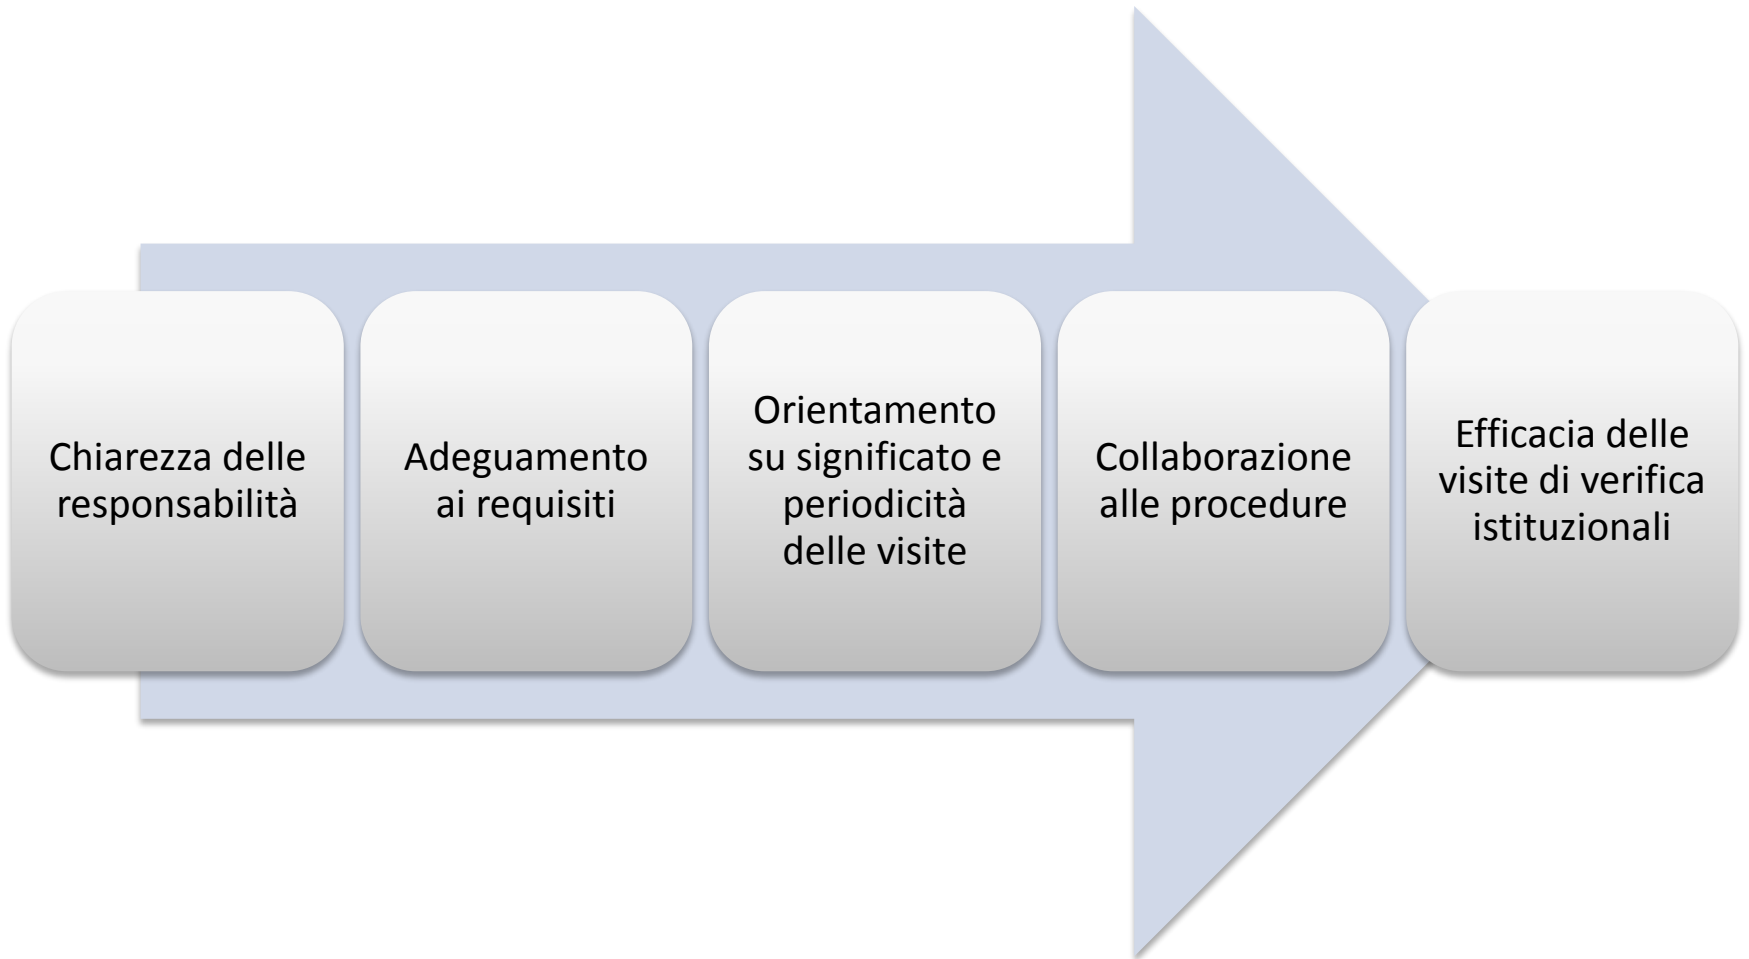 Chiarezza delle
responsabilità
Adeguamento
ai requisiti
Orientamento
su significato e
periodicità
delle visite
Collaborazione
alle procedure
Efficacia delle
visite di verifica
istituzionali